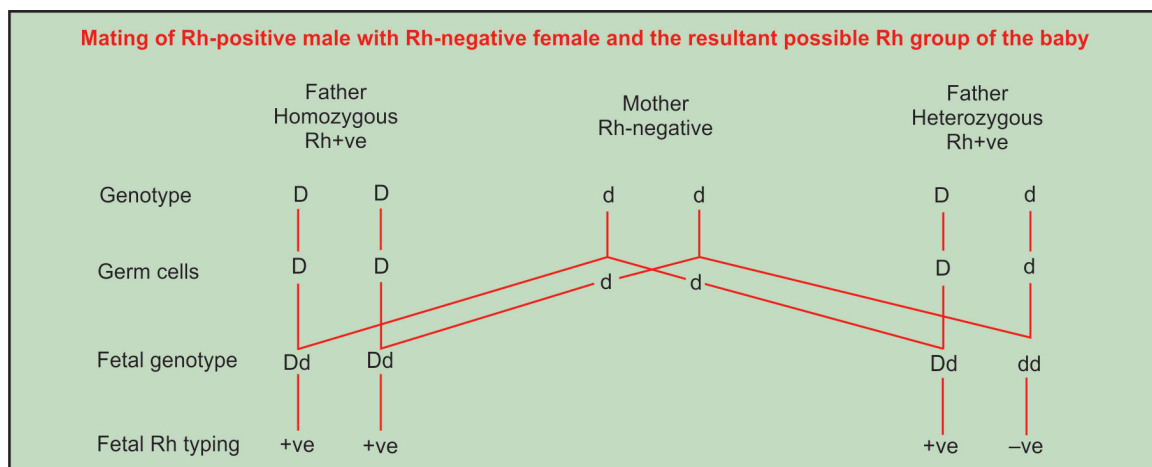 Mating of Rh-positive male with Rh-negative female and the resultant possible Rh group of the baby
Father
Homozygous
Rh+ve
Mother
Rh-negative
Father
Heterozygous
Rh+ve
Genotype D D d d D d
Germ cells D D d d D d
Fetal genotype Dd Dd Dd dd
Fetal Rh typing +ve +ve +ve –ve